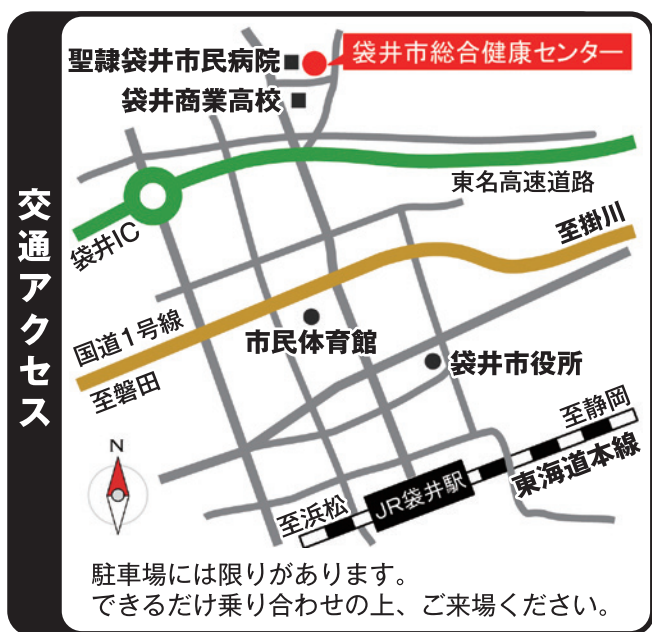 交通アクセス
聖隷袋井市民病院
袋井市総合健康センター
袋井商業高校
東名高速道路
袋井IC
至掛川
国道1号線
市民体育館
至磐田
袋井市役所
至静岡
N
東海道本線
JR袋井駅
至浜松
駐車場には限りがあります。
できるだけ乗り合わせの上、ご来場ください。